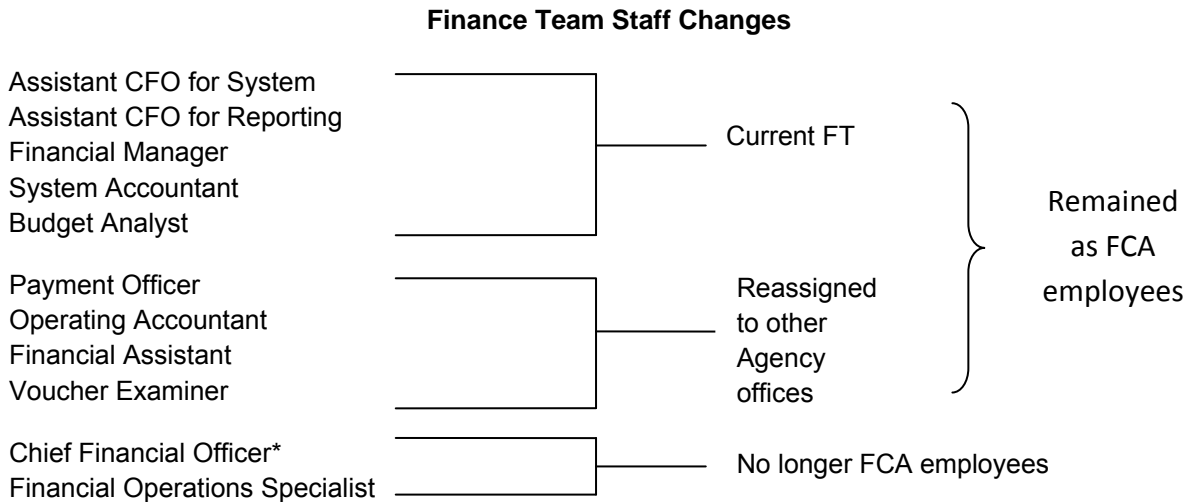 Finance Team Staff Changes
Assistant CFO for System
Assistant CFO for Reporting
Financial Manager
System Accountant
Budget Analyst
Current FT
Payment Officer
Operating Accountant
Financial Assistant
Voucher Examiner
Reassigned
to other
Agency
offices
Remained
as FCA
employees
Chief Financial Officer*
Financial Operations Specialist
No longer FCA employees